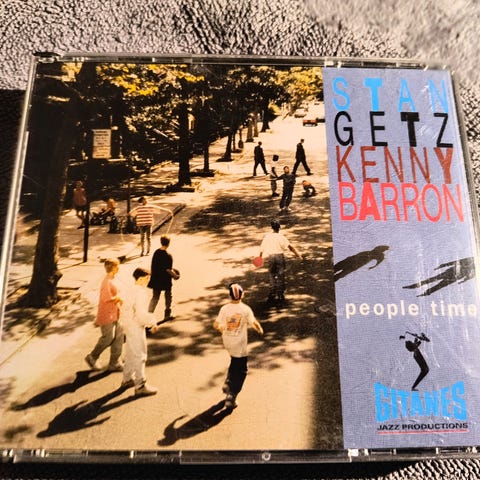 STAN
GETZ
KENNY
BARRON
people time
GITANES
JAZZ PRODUCTIONS